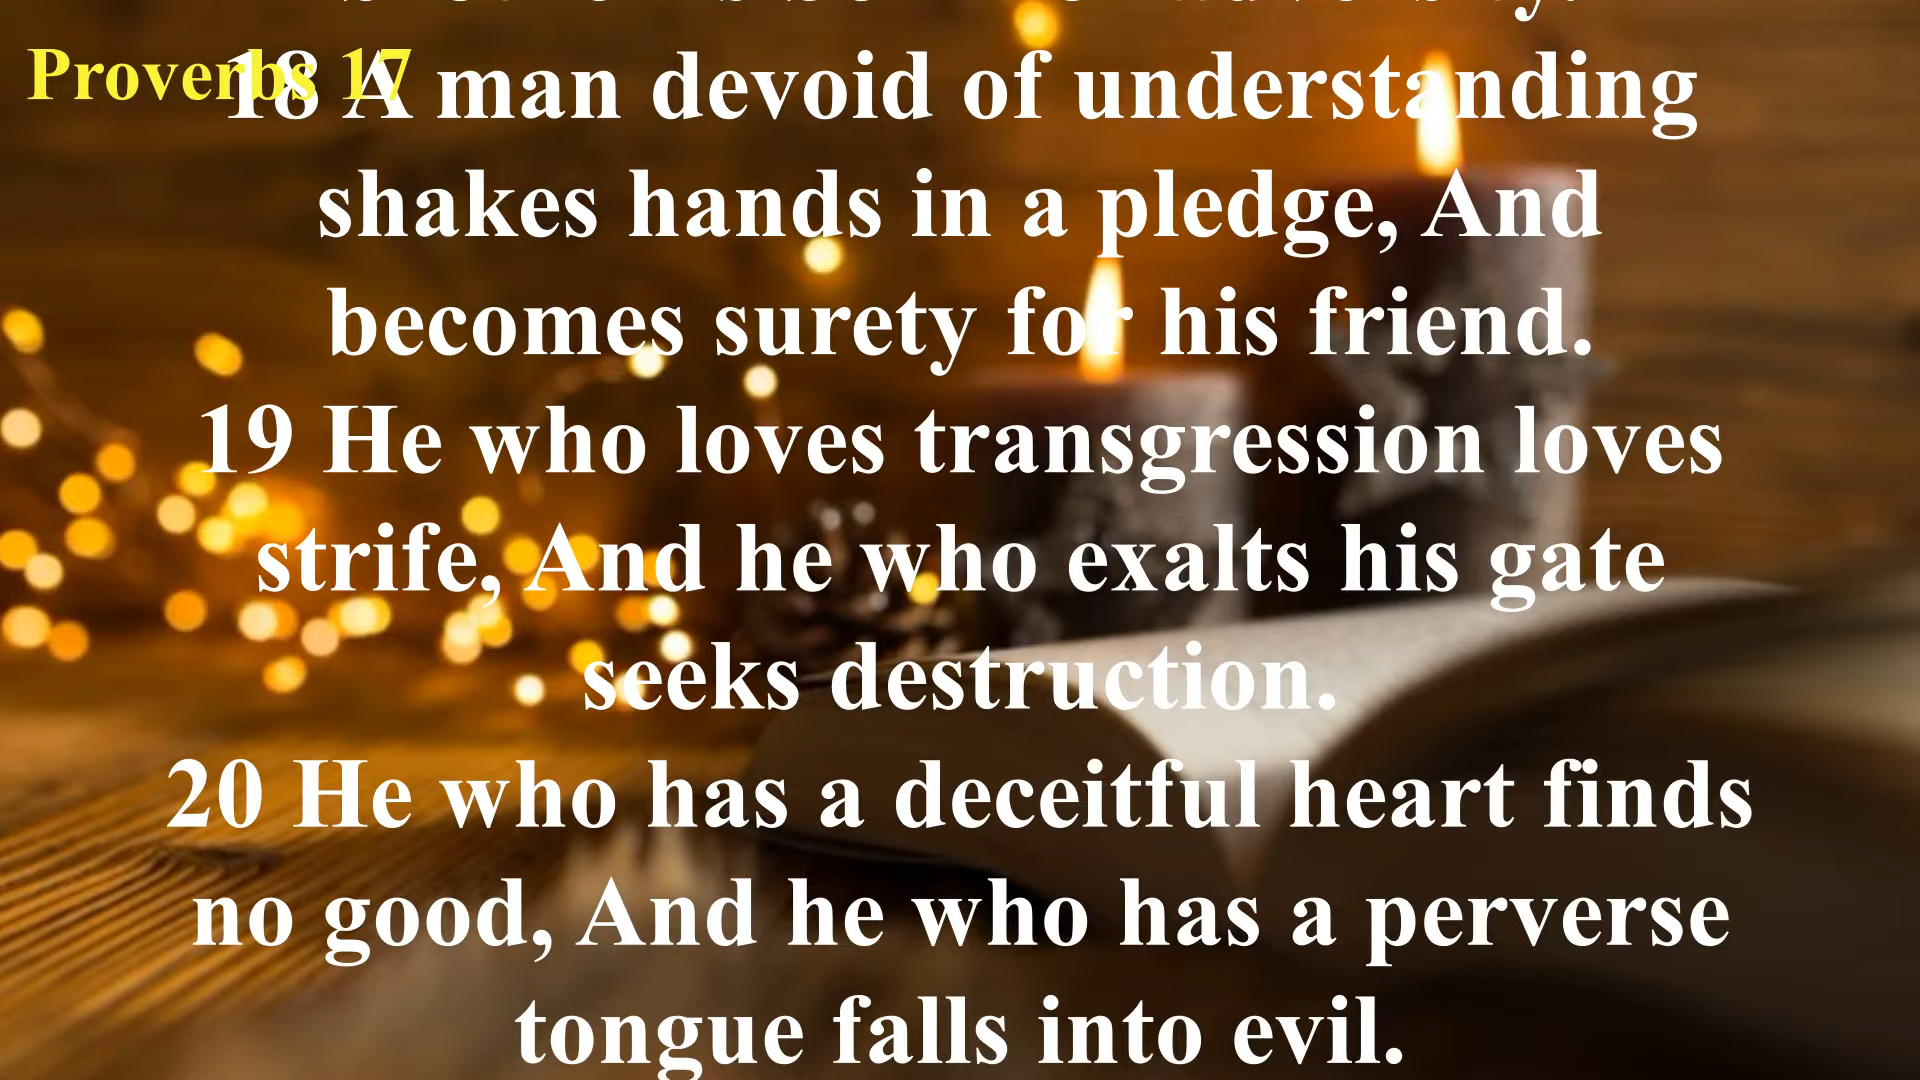 Proverbs 17
18 A man devoid of understanding
shakes hands in a pledge, And
becomes surety for his friend.
19 He who loves transgression loves
strife, And he who exalts his gate
seeks destruction.
20 He who has a deceitful heart finds
no good, And he who has a perverse
tongue falls into evil.